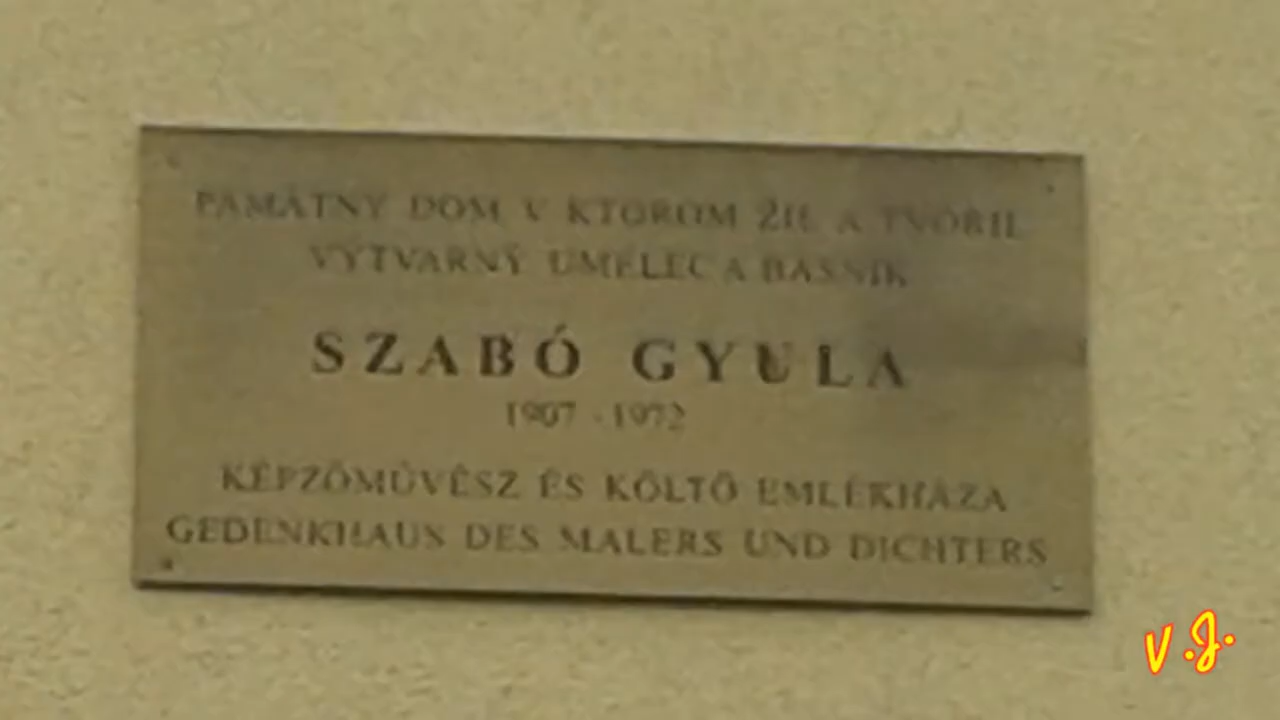 PAMÄTNY DOM V KTOROM ŽIL A TVORIL
VÝTVARNÝ UMELEC A BÁSNIK
SZABÓ GYULA
1907 - 1972
KÉPZŐMŰVÉSZ ÉS KÖLTŐ EMLÉKHÁZA
GEDENKHAUS DES MALERS UND DICHTERS
V.J.